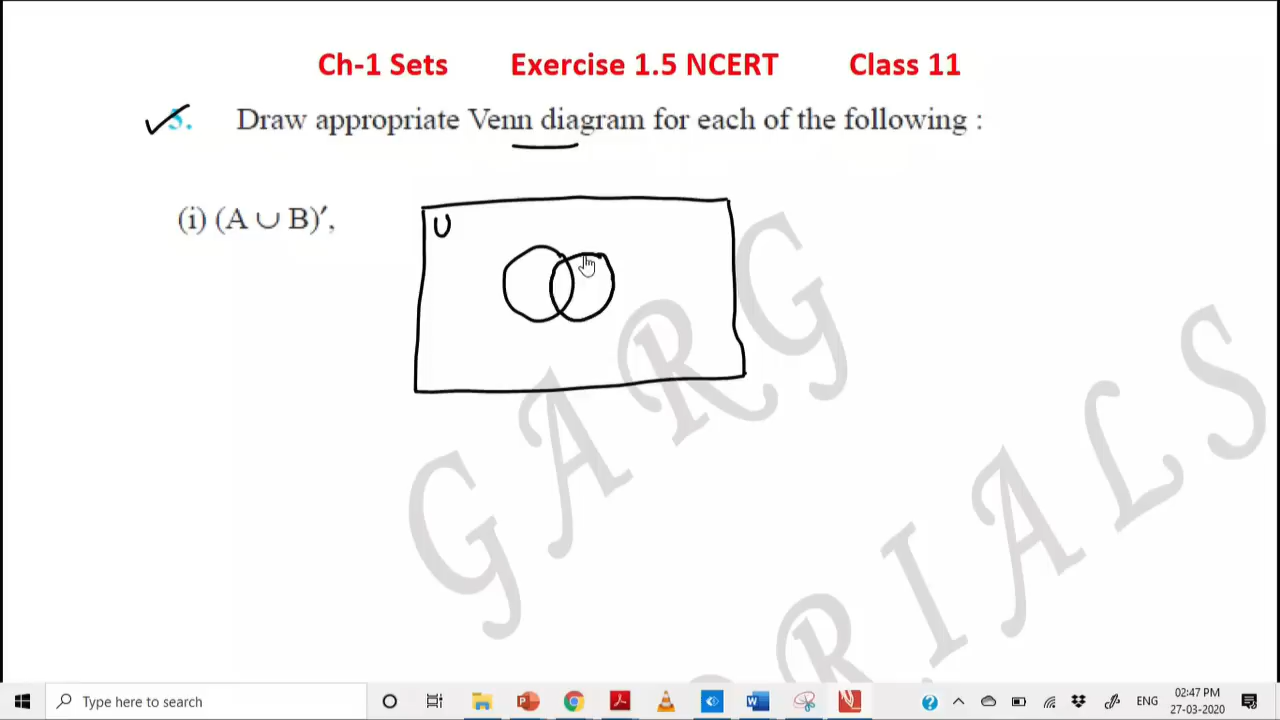 Ch-1 Sets Exercise 1.5 NCERT Class 11
5. Draw appropriate Venn diagram for each of the following :
(i) (A ∪ B)′,
U
GARG
ORIALS
Type here to search
ENG
02:47 PM
27-03-2020